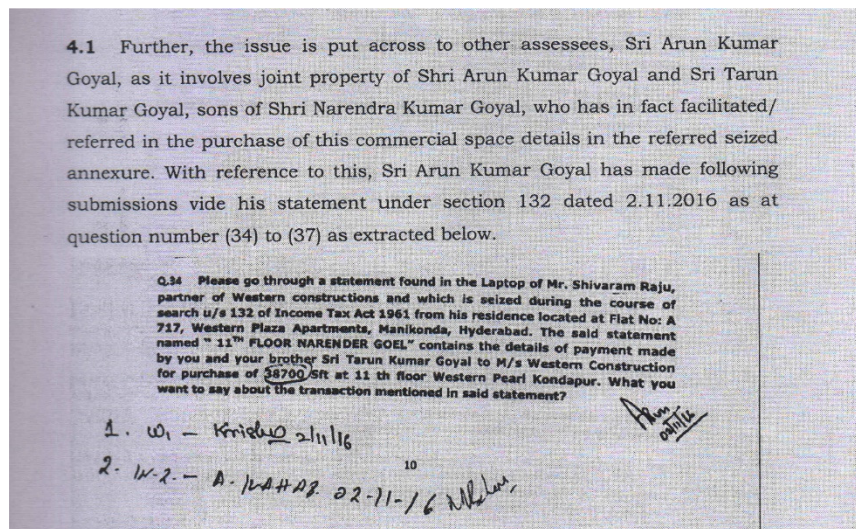 4.1 Further, the issue is put across to other assessees, Sri Arun Kumar
Goyal, as it involves joint property of Shri Arun Kumar Goyal and Sri Tarun
Kumar Goyal, sons of Shri Narendra Kumar Goyal, who has in fact facilitated/
referred in the purchase of this commercial space details in the referred seized
annexure. With reference to this, Sri Arun Kumar Goyal has made following
submissions vide his statement under section 132 dated 2.11.2016 as at
question number (34) to (37) as extracted below.
Q.34 Please go through a statement found in the Laptop of Mr. Shivaram Raju,
partner of Western constructions and which is seized during the course of
search u/s 132 of Income Tax Act 1961 from his residence located at Flat No: A
717, Western Plaza Apartments, Manikonda, Hyderabad. The said statement
named " 11TH FLOOR NARENDER GOEL" contains the details of payment made
by you and your brother Sri Tarun Kumar Goyal to M/s Western Construction
for purchase of 38700 Sft at 11 th floor Western Pearl Kondapur. What you
want to say about the transaction mentioned in said statement?
02/11/16
1. W1 - 2/11/16
10
2. W-2. - A. 02-11-16